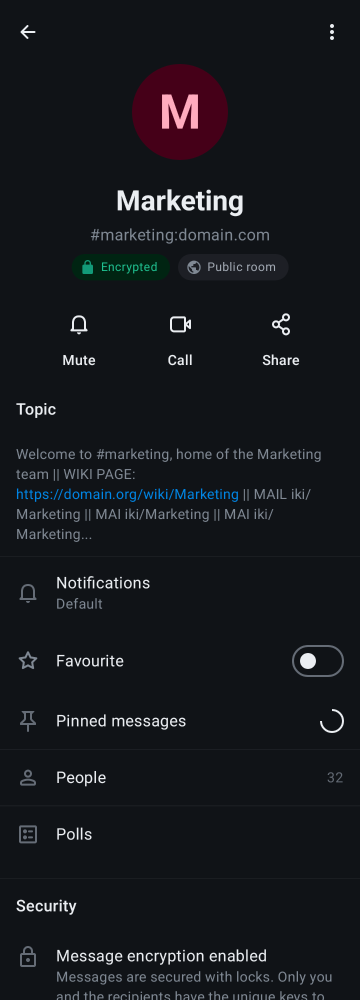 M
Marketing
#marketing:domain.com
Encrypted
Public room
Mute
Call
Share
Topic
Welcome to #marketing, home of the Marketing
team || WIKI PAGE:
https://domain.org/wiki/Marketing || MAIL iki/
Marketing || MAI iki/Marketing || MAI iki/
Marketing...
Notifications
Default
Favourite
Pinned messages
People
32
Polls
Security
Message encryption enabled
Messages are secured with locks. Only you
and the recipients have the unique keys to